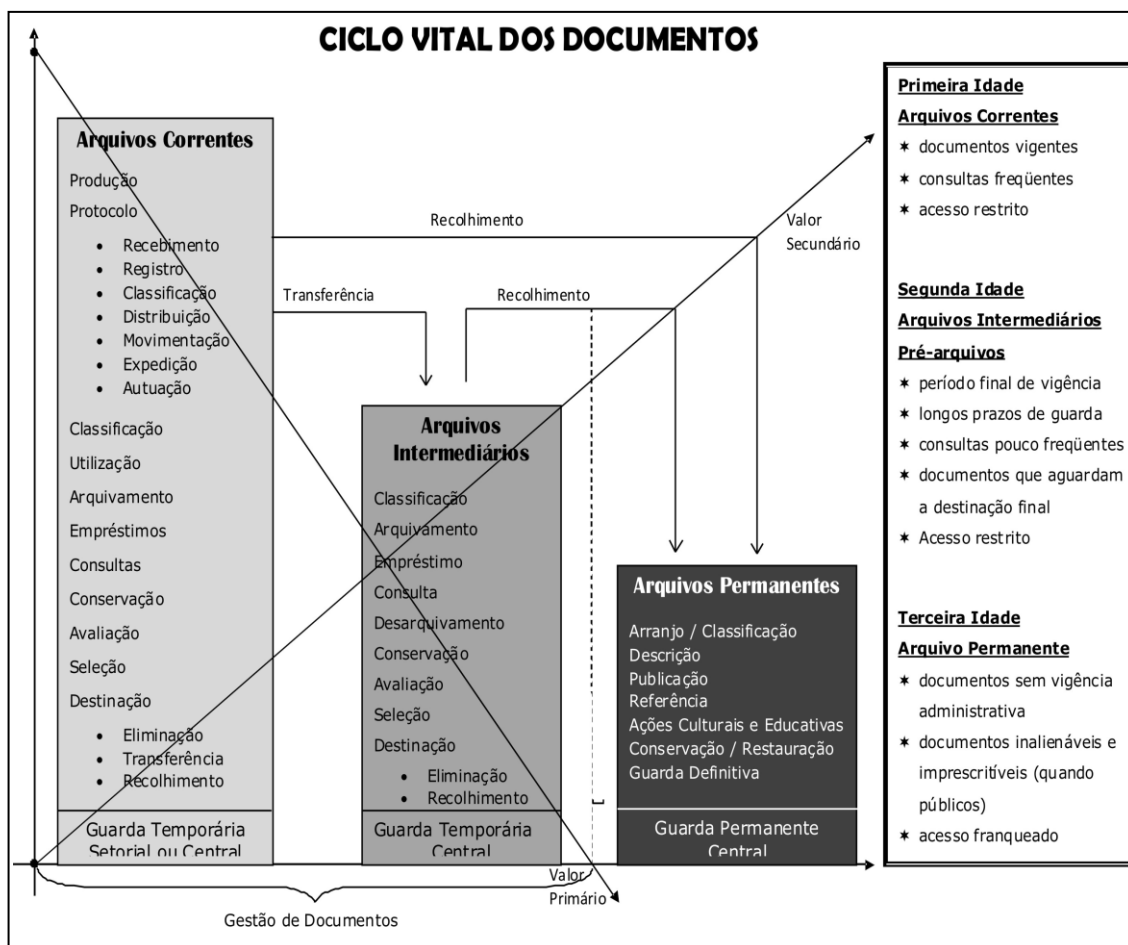 CICLO VITAL DOS DOCUMENTOS
Arquivos Correntes
Produção
Protocolo
• Recebimento
• Registro
• Classificação
• Distribuição
• Movimentação
• Expedição
• Autuação
Classificação
Utilização
Arquivamento
Empréstimos
Consultas
Conservação
Avaliação
Seleção
Destinação
• Eliminação
• Transferência
• Recolhimento
Guarda Temporária
Setorial ou Central
Recolhimento
Transferência
Recolhimento
Valor
Secundário
Arquivos
Intermediários
Classificação
Arquivamento
Empréstimo
Consulta
Desarquivamento
Conservação
Avaliação
Seleção
Destinação
• Eliminação
• Recolhimento
Guarda Temporária
Central
Arquivos Permanentes
Arranjo / Classificação
Descrição
Publicação
Referência
Ações Culturais e Educativas
Conservação / Restauração
Guarda Definitiva
Guarda Permanente
Central
Valor
Primário
Gestão de Documentos
Primeira Idade
Arquivos Correntes
✶ documentos vigentes
✶ consultas freqüentes
✶ acesso restrito
Segunda Idade
Arquivos Intermediários
Pré-arquivos
✶ período final de vigência
✶ longos prazos de guarda
✶ consultas pouco freqüentes
✶ documentos que aguardam
a destinação final
✶ Acesso restrito
Terceira Idade
Arquivo Permanente
✶ documentos sem vigência
administrativa
✶ documentos inalienáveis e
imprescritíveis (quando
públicos)
✶ acesso franqueado